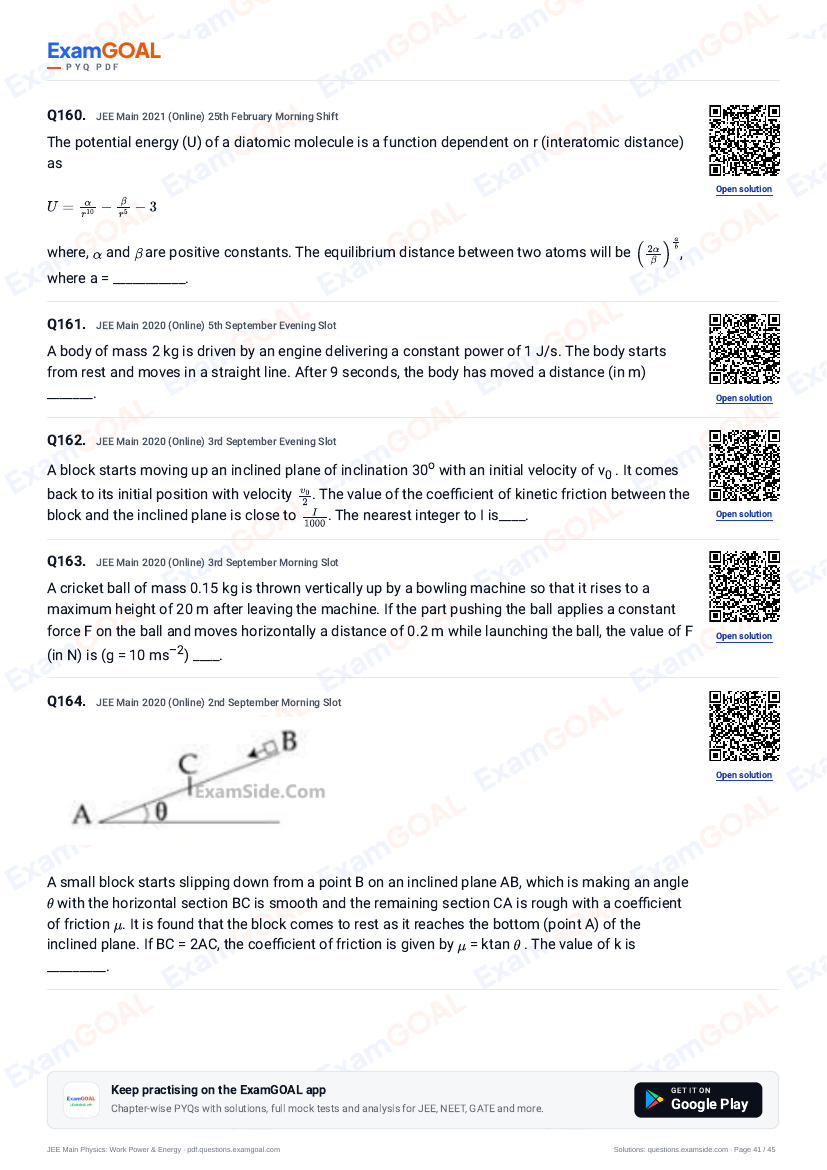 ExamGOAL
PYQ PDF
Q160. JEE Main 2021 (Online) 25th February Morning Shift
The potential energy (U) of a diatomic molecule is a function dependent on r (interatomic distance)
as
U = α/r¹⁰ − β/r⁵ − 3
where, α and β are positive constants. The equilibrium distance between two atoms will be (2α/β)^(a/b),
where a = ___________.
Open solution
Q161. JEE Main 2020 (Online) 5th September Evening Slot
A body of mass 2 kg is driven by an engine delivering a constant power of 1 J/s. The body starts
from rest and moves in a straight line. After 9 seconds, the body has moved a distance (in m)
_______.
Open solution
Q162. JEE Main 2020 (Online) 3rd September Evening Slot
A block starts moving up an inclined plane of inclination 30° with an initial velocity of v₀ . It comes
back to its initial position with velocity v₀/2. The value of the coefficient of kinetic friction between the
block and the inclined plane is close to I/1000. The nearest integer to I is____.
Open solution
Q163. JEE Main 2020 (Online) 3rd September Morning Slot
A cricket ball of mass 0.15 kg is thrown vertically up by a bowling machine so that it rises to a
maximum height of 20 m after leaving the machine. If the part pushing the ball applies a constant
force F on the ball and moves horizontally a distance of 0.2 m while launching the ball, the value of F
(in N) is (g = 10 ms⁻²) ____.
Open solution
Q164. JEE Main 2020 (Online) 2nd September Morning Slot
B
C
ExamSide.Com
A θ
Open solution
A small block starts slipping down from a point B on an inclined plane AB, which is making an angle
θ with the horizontal section BC is smooth and the remaining section CA is rough with a coefficient
of friction μ. It is found that the block comes to rest as it reaches the bottom (point A) of the
inclined plane. If BC = 2AC, the coefficient of friction is given by μ = ktan θ . The value of k is
_________.
Keep practising on the ExamGOAL app
Chapter-wise PYQs with solutions, full mock tests and analysis for JEE, NEET, GATE and more.
GET IT ON
Google Play
JEE Main Physics: Work Power & Energy · pdf.questions.examgoal.com
Solutions: questions.examside.com · Page 41 / 45